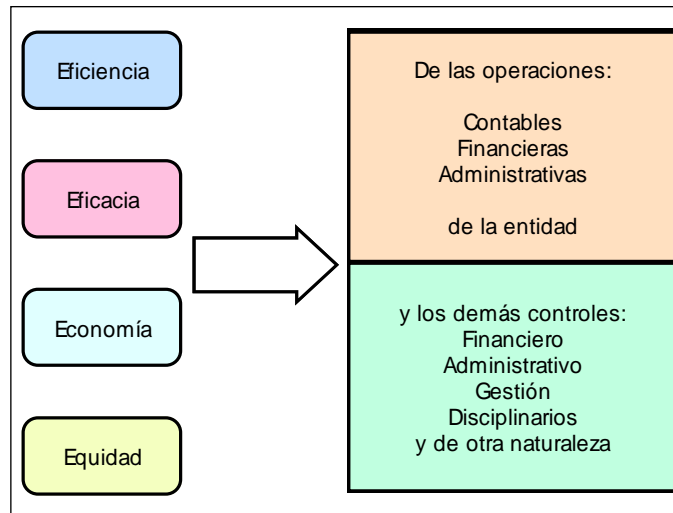 Eficiencia
Eficacia
Economía
Equidad
De las operaciones:
Contables
Financieras
Administrativas
de la entidad
y los demás controles:
Financiero
Administrativo
Gestión
Disciplinarios
y de otra naturaleza